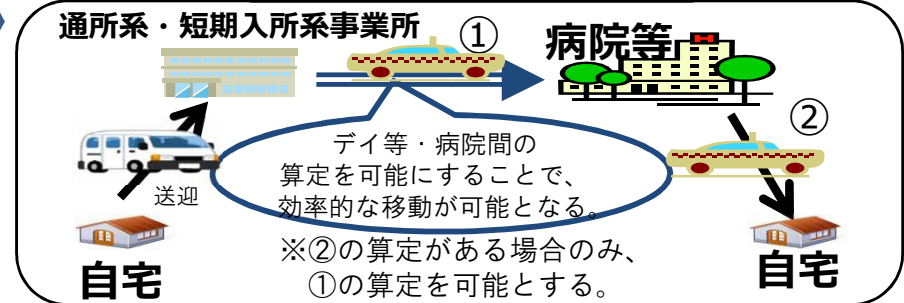 通所系・短期入所系事業所
①
病院等
②
デイ等・病院間の
算定を可能にすることで、
効率的な移動が可能となる。
送迎
自宅
※②の算定がある場合のみ、
①の算定を可能とする。
自宅